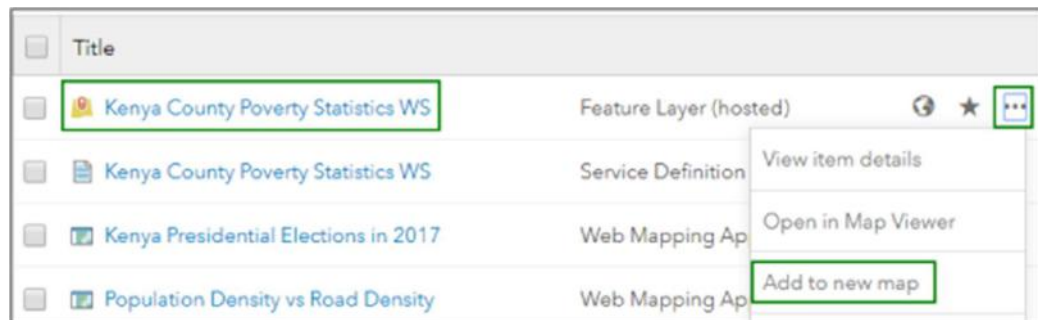 Title
Kenya County Poverty Statistics WS Feature Layer (hosted)
View item details
Kenya County Poverty Statistics WS Service Definition
Open in Map Viewer
Kenya Presidential Elections in 2017 Web Mapping Ap
Add to new map
Population Density vs Road Density Web Mapping Ap